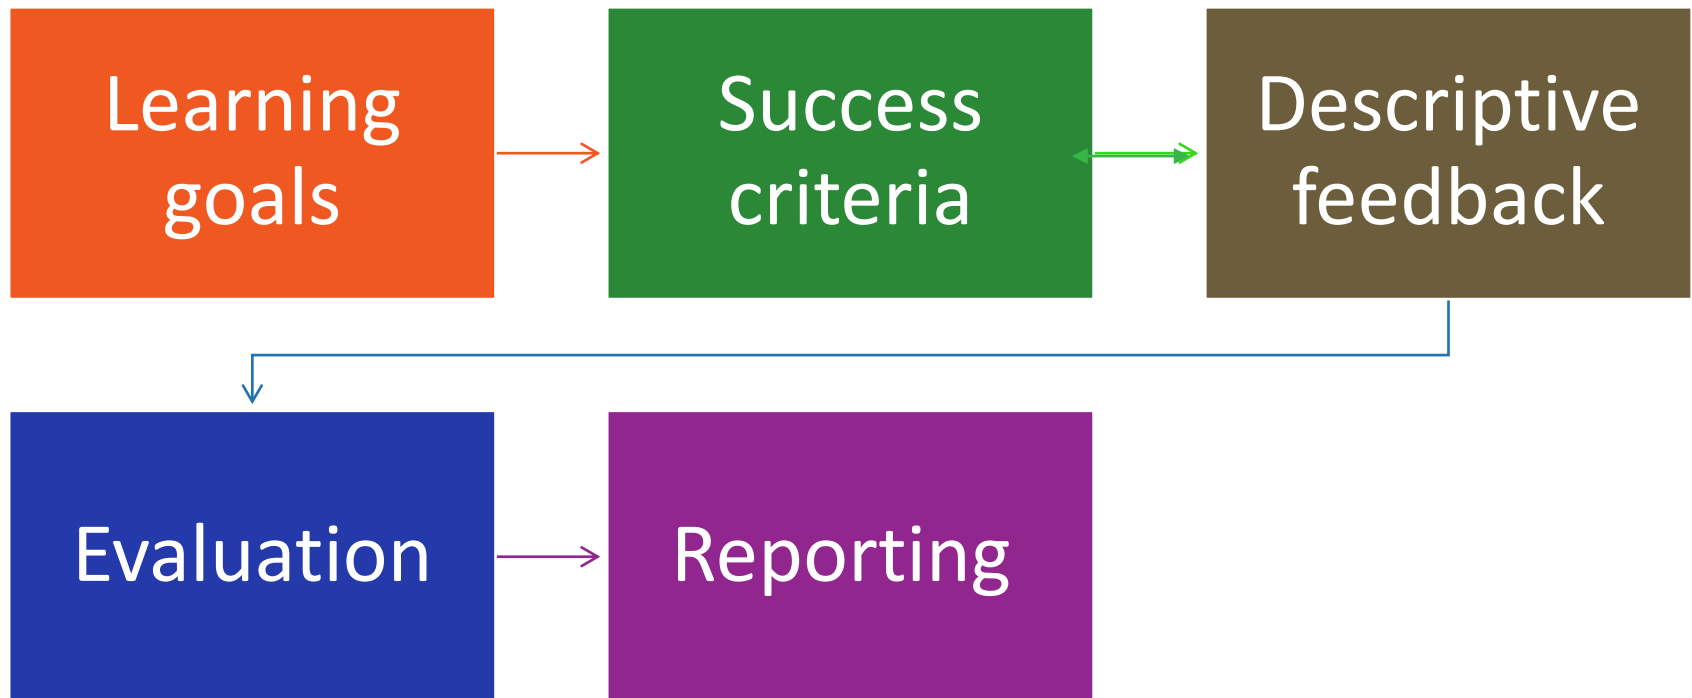 Learning
goals
Success
criteria
Descriptive
feedback
Evaluation
Reporting